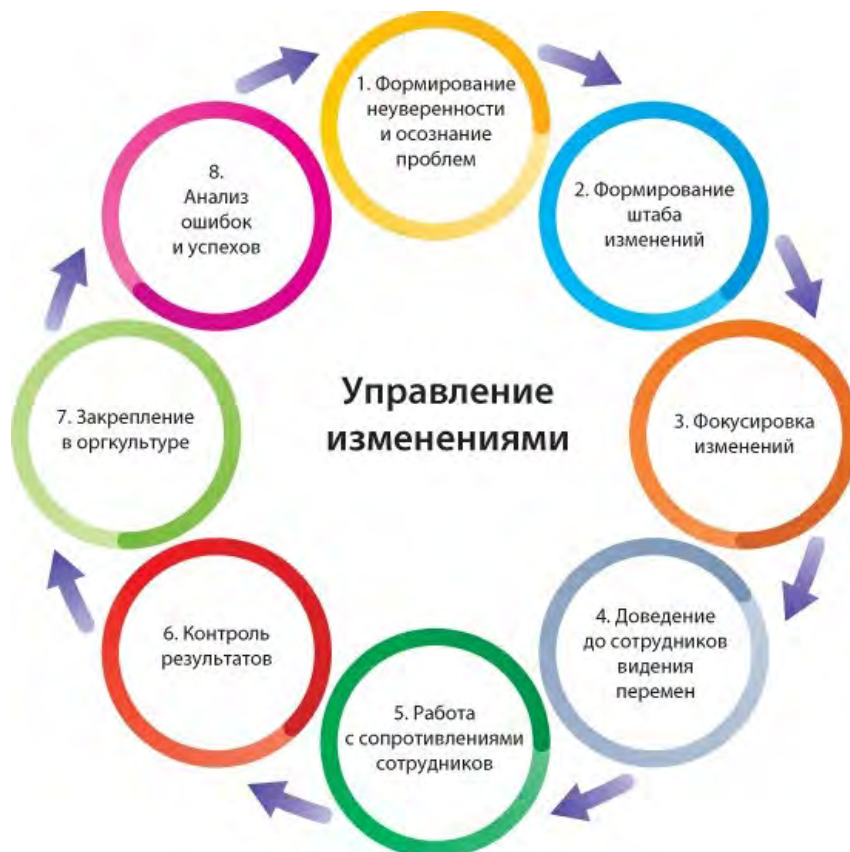 1. Формирование
неуверенности
и осознание
проблем
2. Формирование
штаба
изменений
3. Фокусировка
изменений
4. Доведение
до сотрудников
видения
перемен
5. Работа
с сопротивлениями
сотрудников
6. Контроль
результатов
7. Закрепление
в оргкультуре
8.
Анализ
ошибок
и успехов
Управление
изменениями